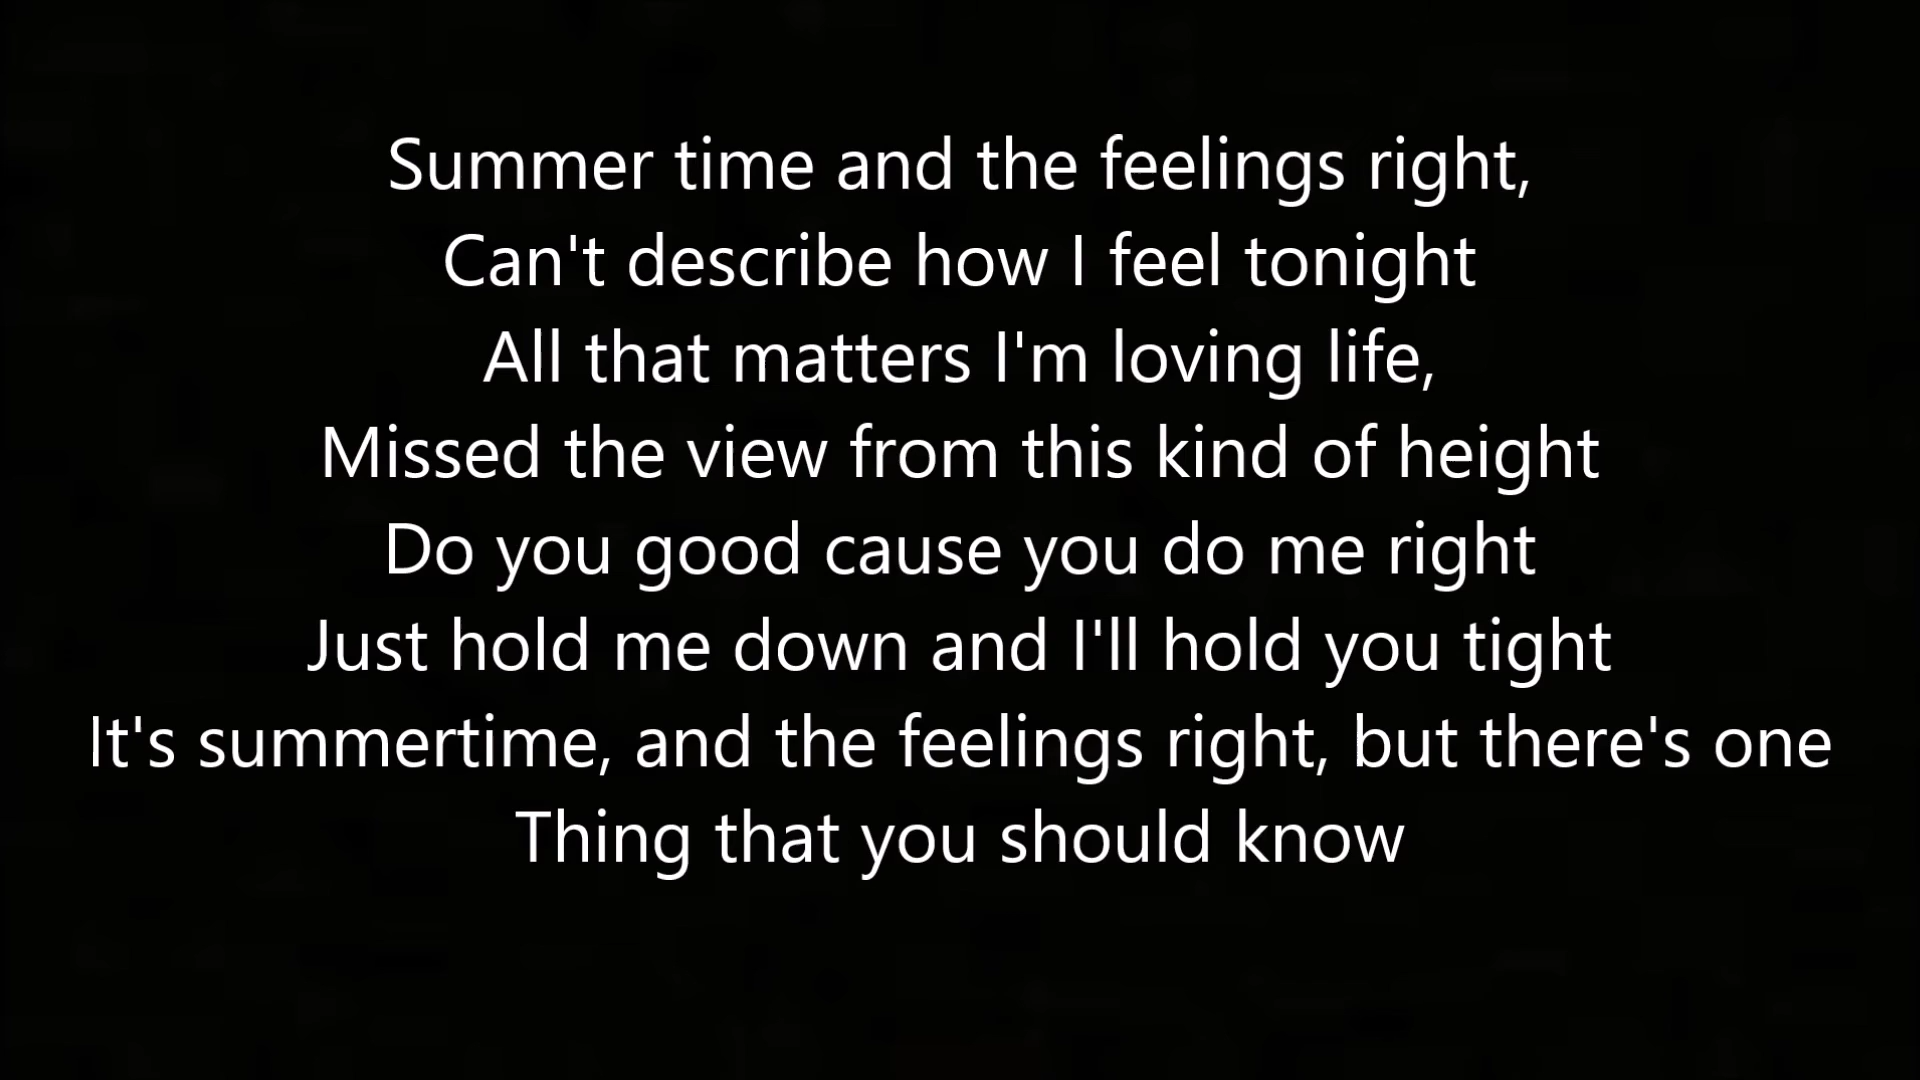 Summer time and the feelings right,
Can't describe how I feel tonight
All that matters I'm loving life,
Missed the view from this kind of height
Do you good cause you do me right
Just hold me down and I'll hold you tight
It's summertime, and the feelings right, but there's one
Thing that you should know